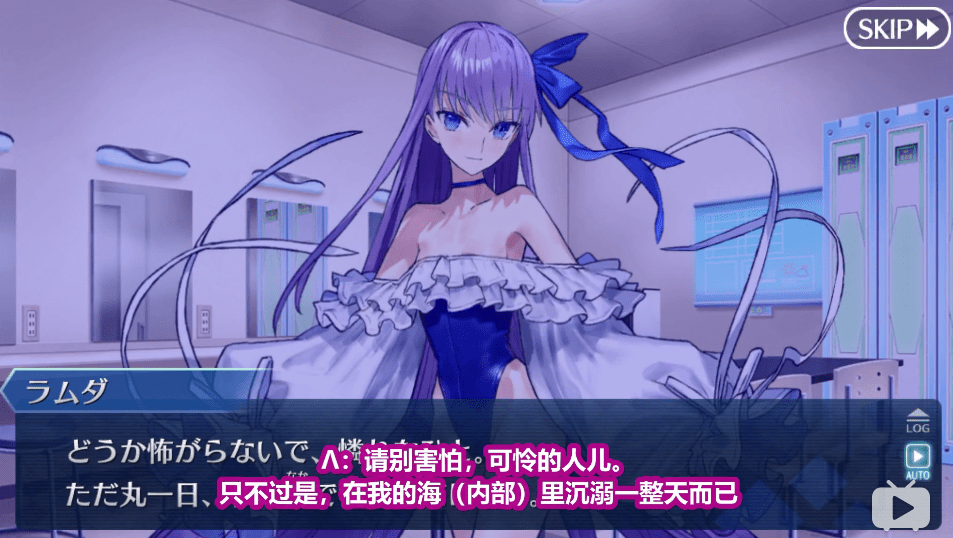 SKIP
ラムダ
LOG
どうか怖がらないで、
Λ：请别害怕，可怜的人儿。
AUTO
ただ丸一日、
なか
只不过是，在我的海（内部）里沉溺一整天而已